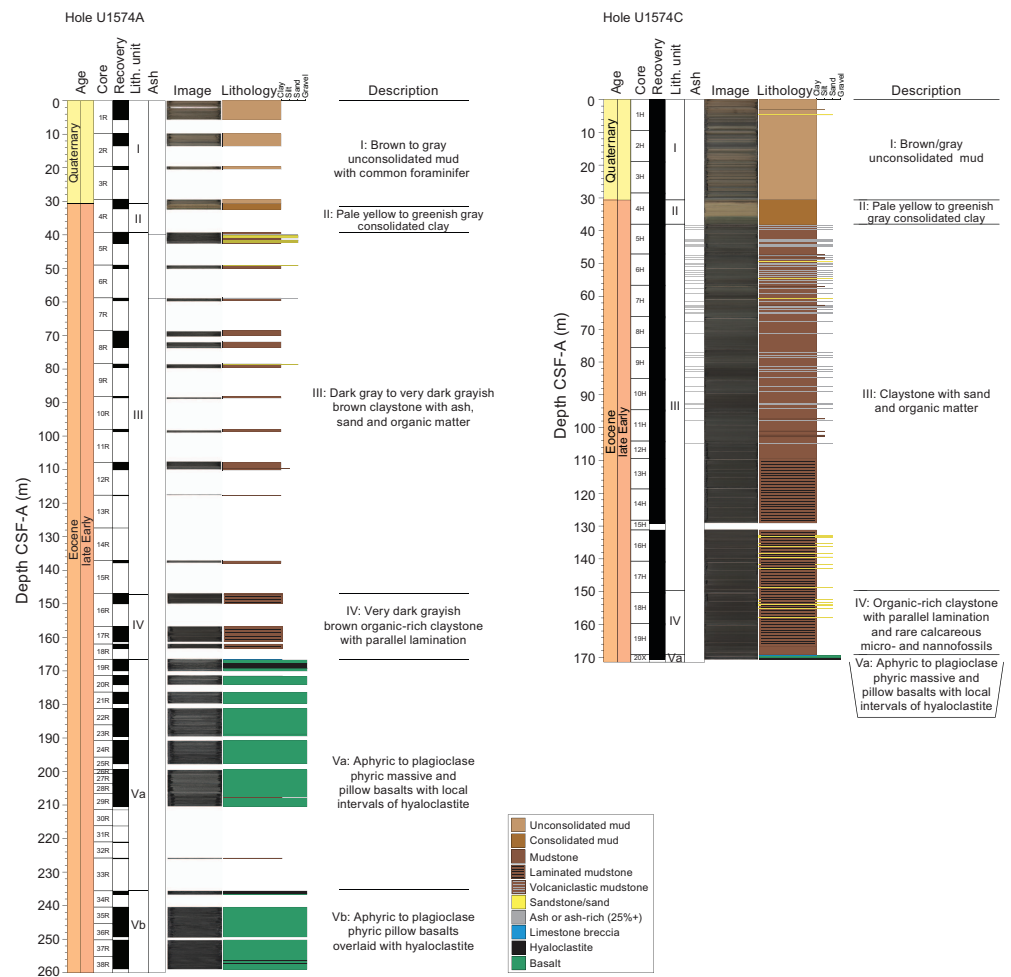 Hole U1574A
Age
Core
Recovery
Lith. unit
Ash
Image
Lithology
Clay
Silt
Sand
Gravel
Description
Depth CSF-A (m)
0
10
20
30
40
50
60
70
80
90
100
110
120
130
140
150
160
170
180
190
200
210
220
230
240
250
260
Quaternary
Eocene
late Early
1R
2R
3R
4R
5R
6R
7R
8R
9R
10R
11R
12R
13R
14R
15R
16R
17R
18R
19R
20R
21R
22R
23R
24R
25R
26R
27R
28R
29R
30R
31R
32R
33R
34R
35R
36R
37R
38R
I
II
III
IV
Va
Vb
I: Brown to gray
unconsolidated mud
with common foraminifer
II: Pale yellow to greenish gray
consolidated clay
III: Dark gray to very dark grayish
brown claystone with ash,
sand and organic matter
IV: Very dark grayish
brown organic-rich claystone
with parallel lamination
Va: Aphyric to plagioclase
phyric massive and
pillow basalts with local
intervals of hyaloclastite
Vb: Aphyric to plagioclase
phyric pillow basalts
overlaid with hyaloclastite
Hole U1574C
Age
Core
Recovery
Lith. unit
Ash
Image
Lithology
Clay
Silt
Sand
Gravel
Description
Depth CSF-A (m)
0
10
20
30
40
50
60
70
80
90
100
110
120
130
140
150
160
170
Quaternary
Eocene
late Early
1H
2H
3H
4H
5H
6H
7H
8H
9H
10H
11H
12H
13H
14H
15H
16H
17H
18H
19H
20X
I
II
III
IV
Va
I: Brown/gray
unconsolidated mud
II: Pale yellow to greenish
gray consolidated clay
III: Claystone with sand
and organic matter
IV: Organic-rich claystone
with parallel lamination
and rare calcareous
micro- and nannofossils
Va: Aphyric to plagioclase
phyric massive and
pillow basalts with local
intervals of hyaloclastite
Unconsolidated mud
Consolidated mud
Mudstone
Laminated mudstone
Volcaniclastic mudstone
Sandstone/sand
Ash or ash-rich (25%+)
Limestone breccia
Hyaloclastite
Basalt